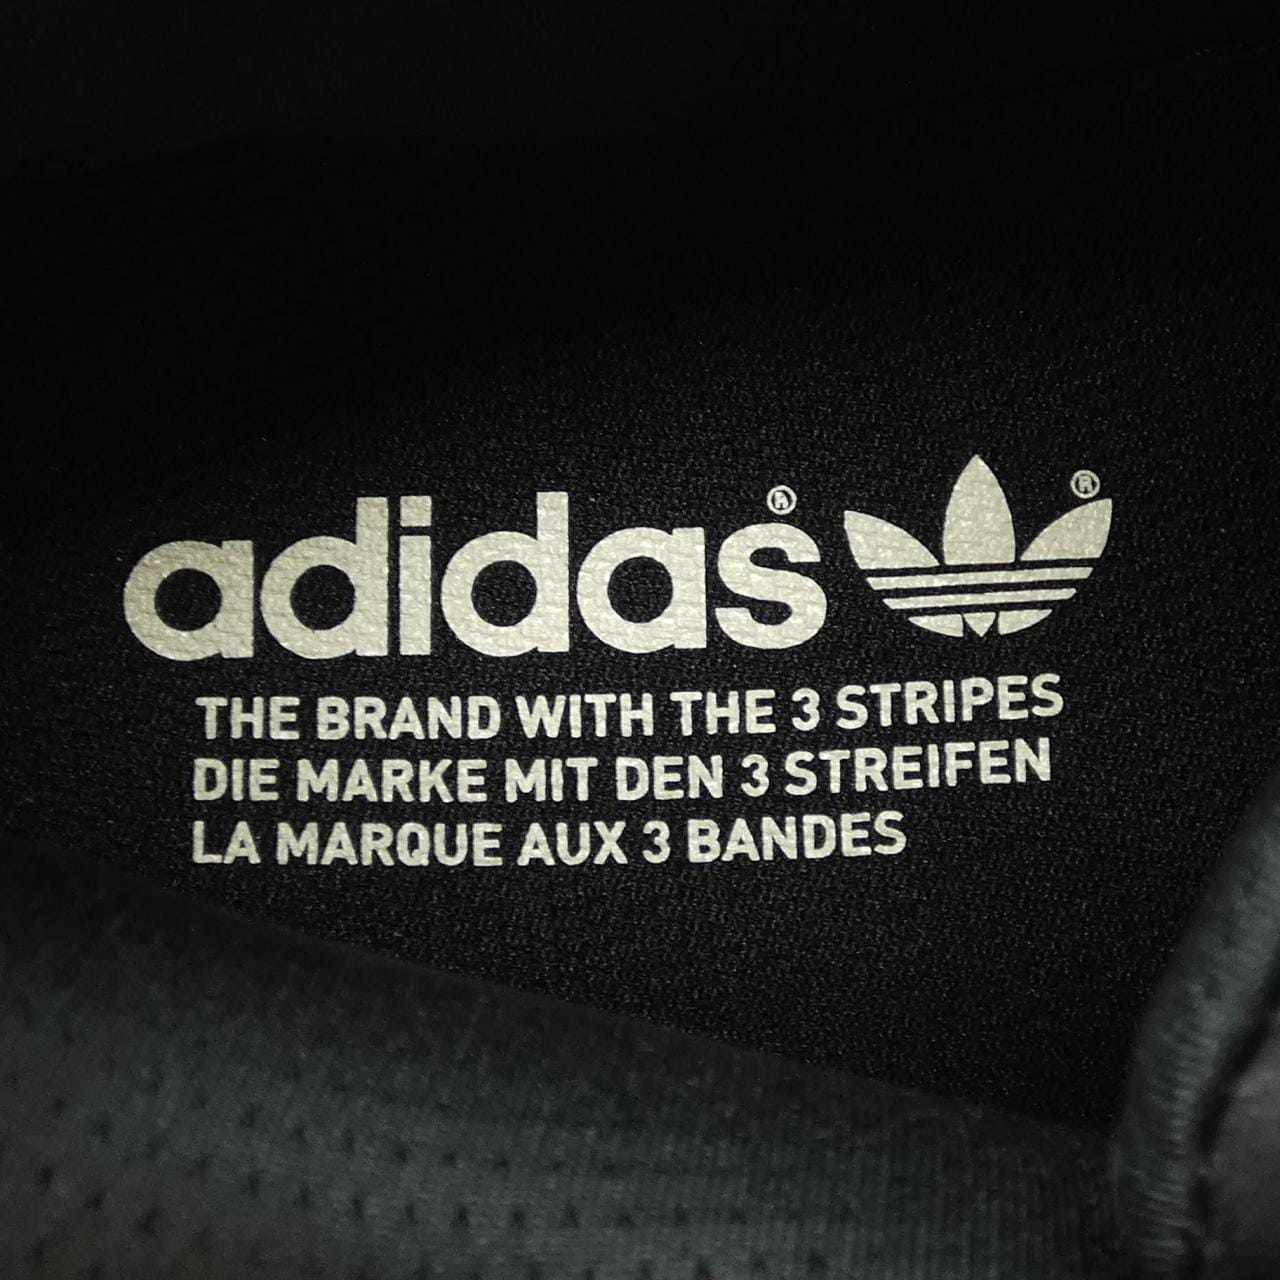 adidas®
®
THE BRAND WITH THE 3 STRIPES
DIE MARKE MIT DEN 3 STREIFEN
LA MARQUE AUX 3 BANDES